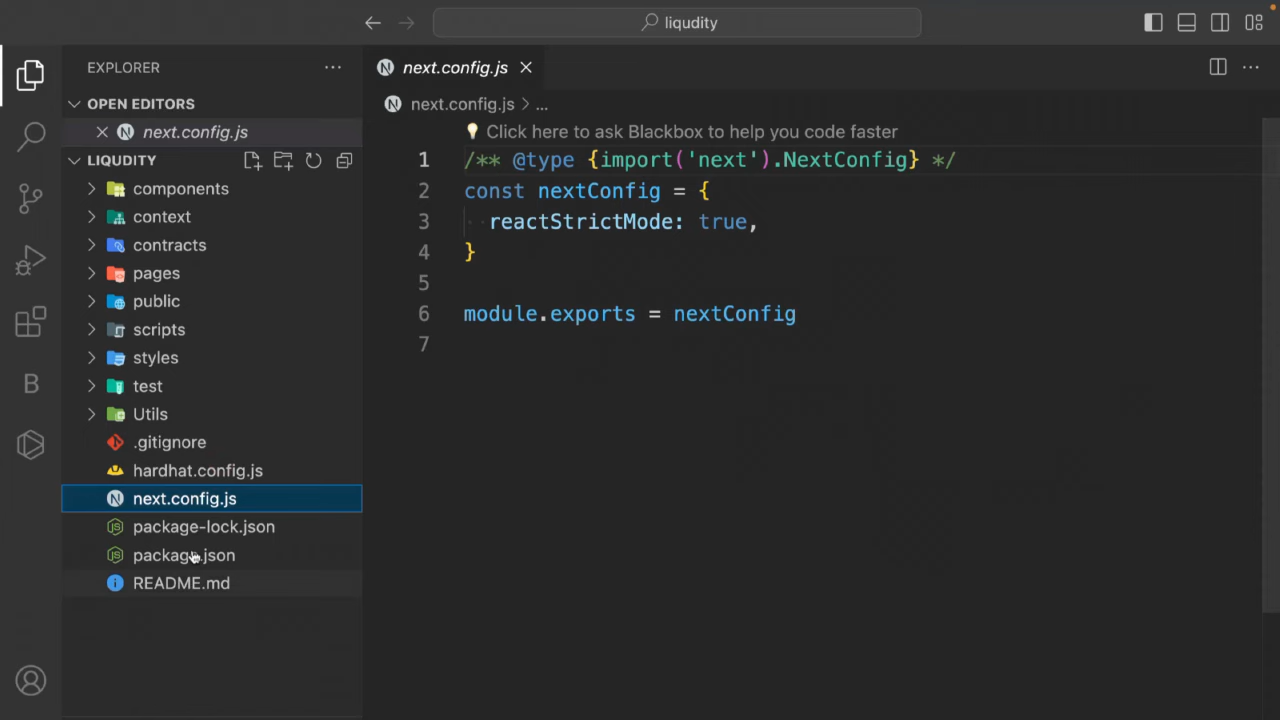 liqudity
EXPLORER
OPEN EDITORS
next.config.js
LIQUDITY
components
context
contracts
pages
public
scripts
styles
test
Utils
.gitignore
hardhat.config.js
next.config.js
package-lock.json
package.json
README.md
next.config.js
next.config.js > ...
Click here to ask Blackbox to help you code faster
1 /** @type {import('next').NextConfig} */
2 const nextConfig = {
3   reactStrictMode: true,
4 }
5
6 module.exports = nextConfig
7